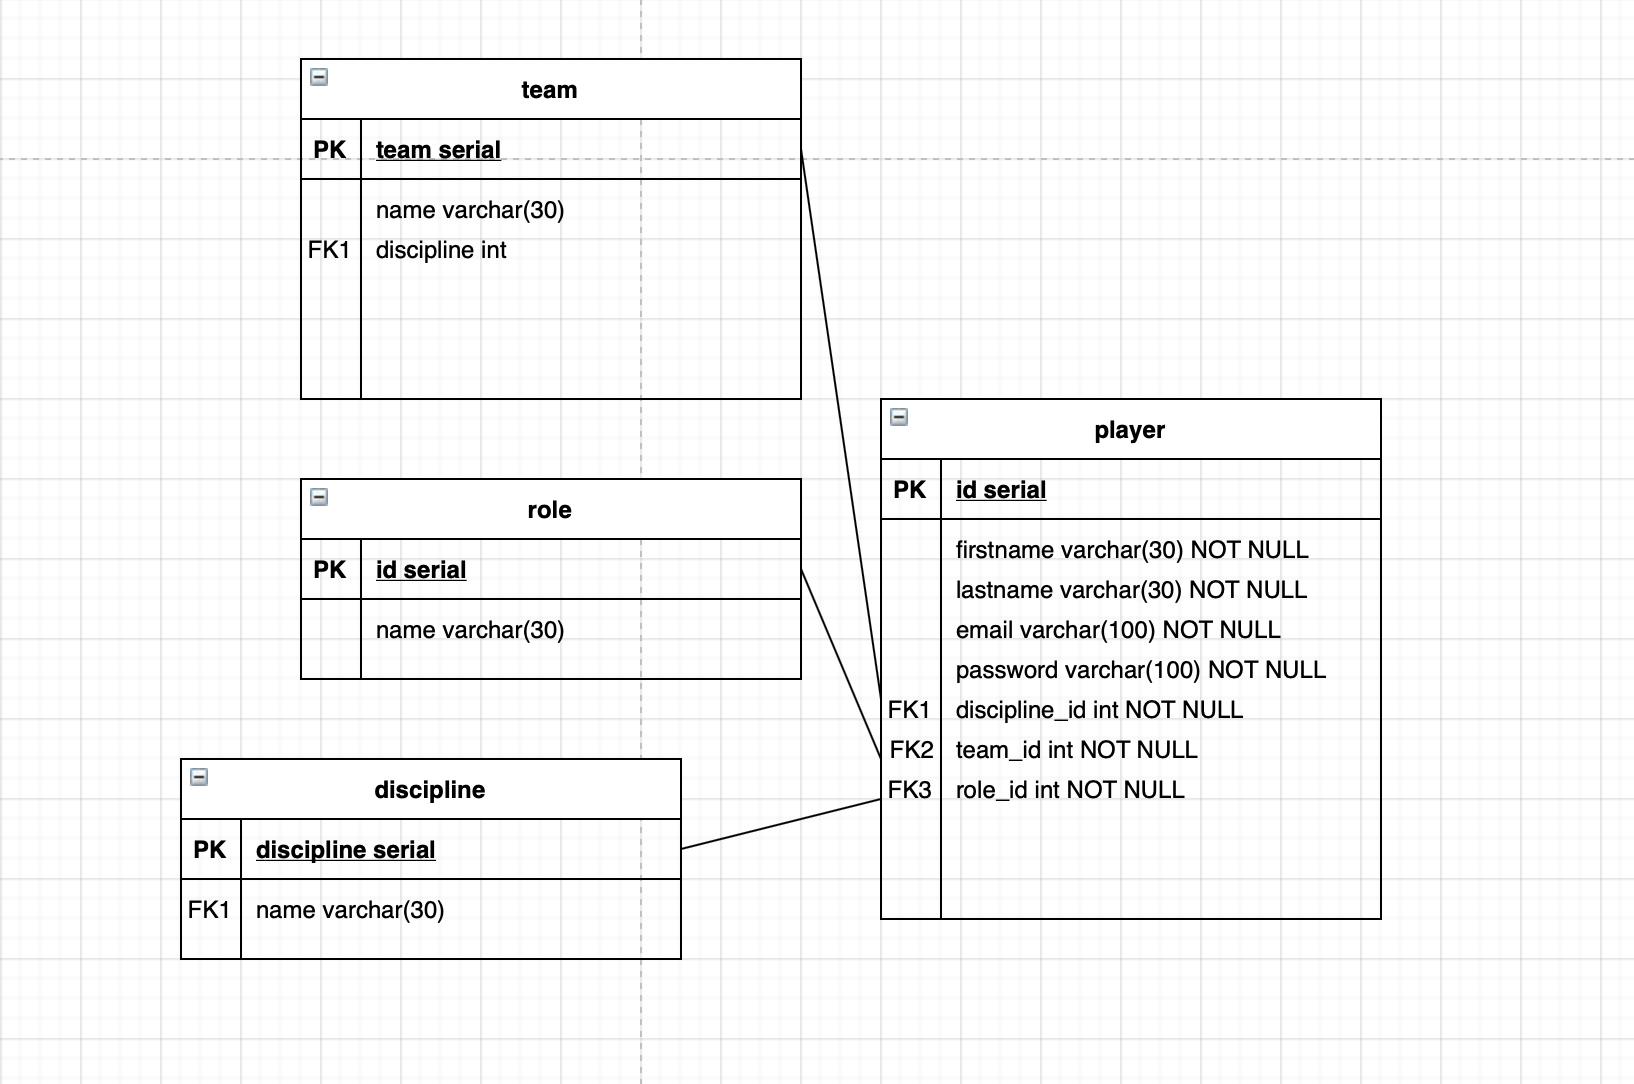 team
PK team serial
name varchar(30)
FK1 discipline int
role
PK id serial
name varchar(30)
discipline
PK discipline serial
FK1 name varchar(30)
player
PK id serial
firstname varchar(30) NOT NULL
lastname varchar(30) NOT NULL
email varchar(100) NOT NULL
password varchar(100) NOT NULL
FK1 discipline_id int NOT NULL
FK2 team_id int NOT NULL
FK3 role_id int NOT NULL